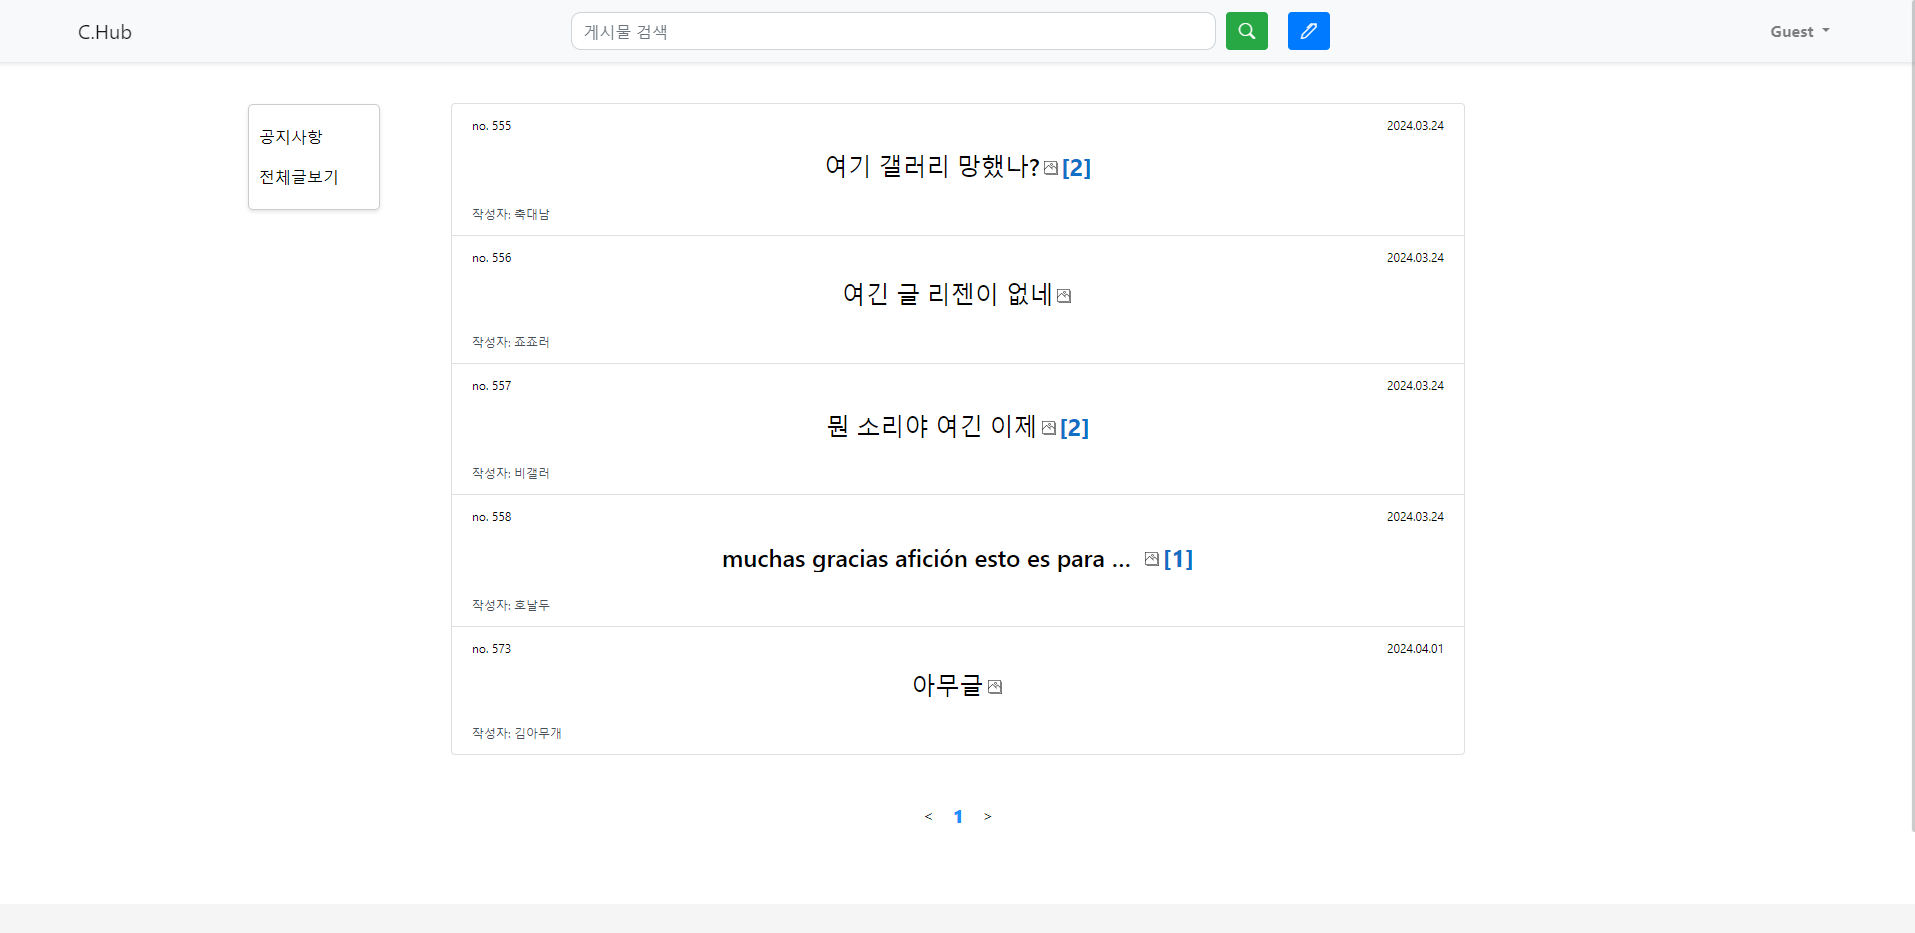 C.Hub
게시물 검색
Guest
공지사항
전체글보기
no. 555
2024.03.24
여기 갤러리 망했나? [2]
작성자: 축대남
no. 556
2024.03.24
여긴 글 리젠이 없네
작성자: 죠죠러
no. 557
2024.03.24
뭔 소리야 여긴 이제 [2]
작성자: 비갤러
no. 558
2024.03.24
muchas gracias afición esto es para ... [1]
작성자: 호날두
no. 573
2024.04.01
아무글
작성자: 김아무개
< 1 >